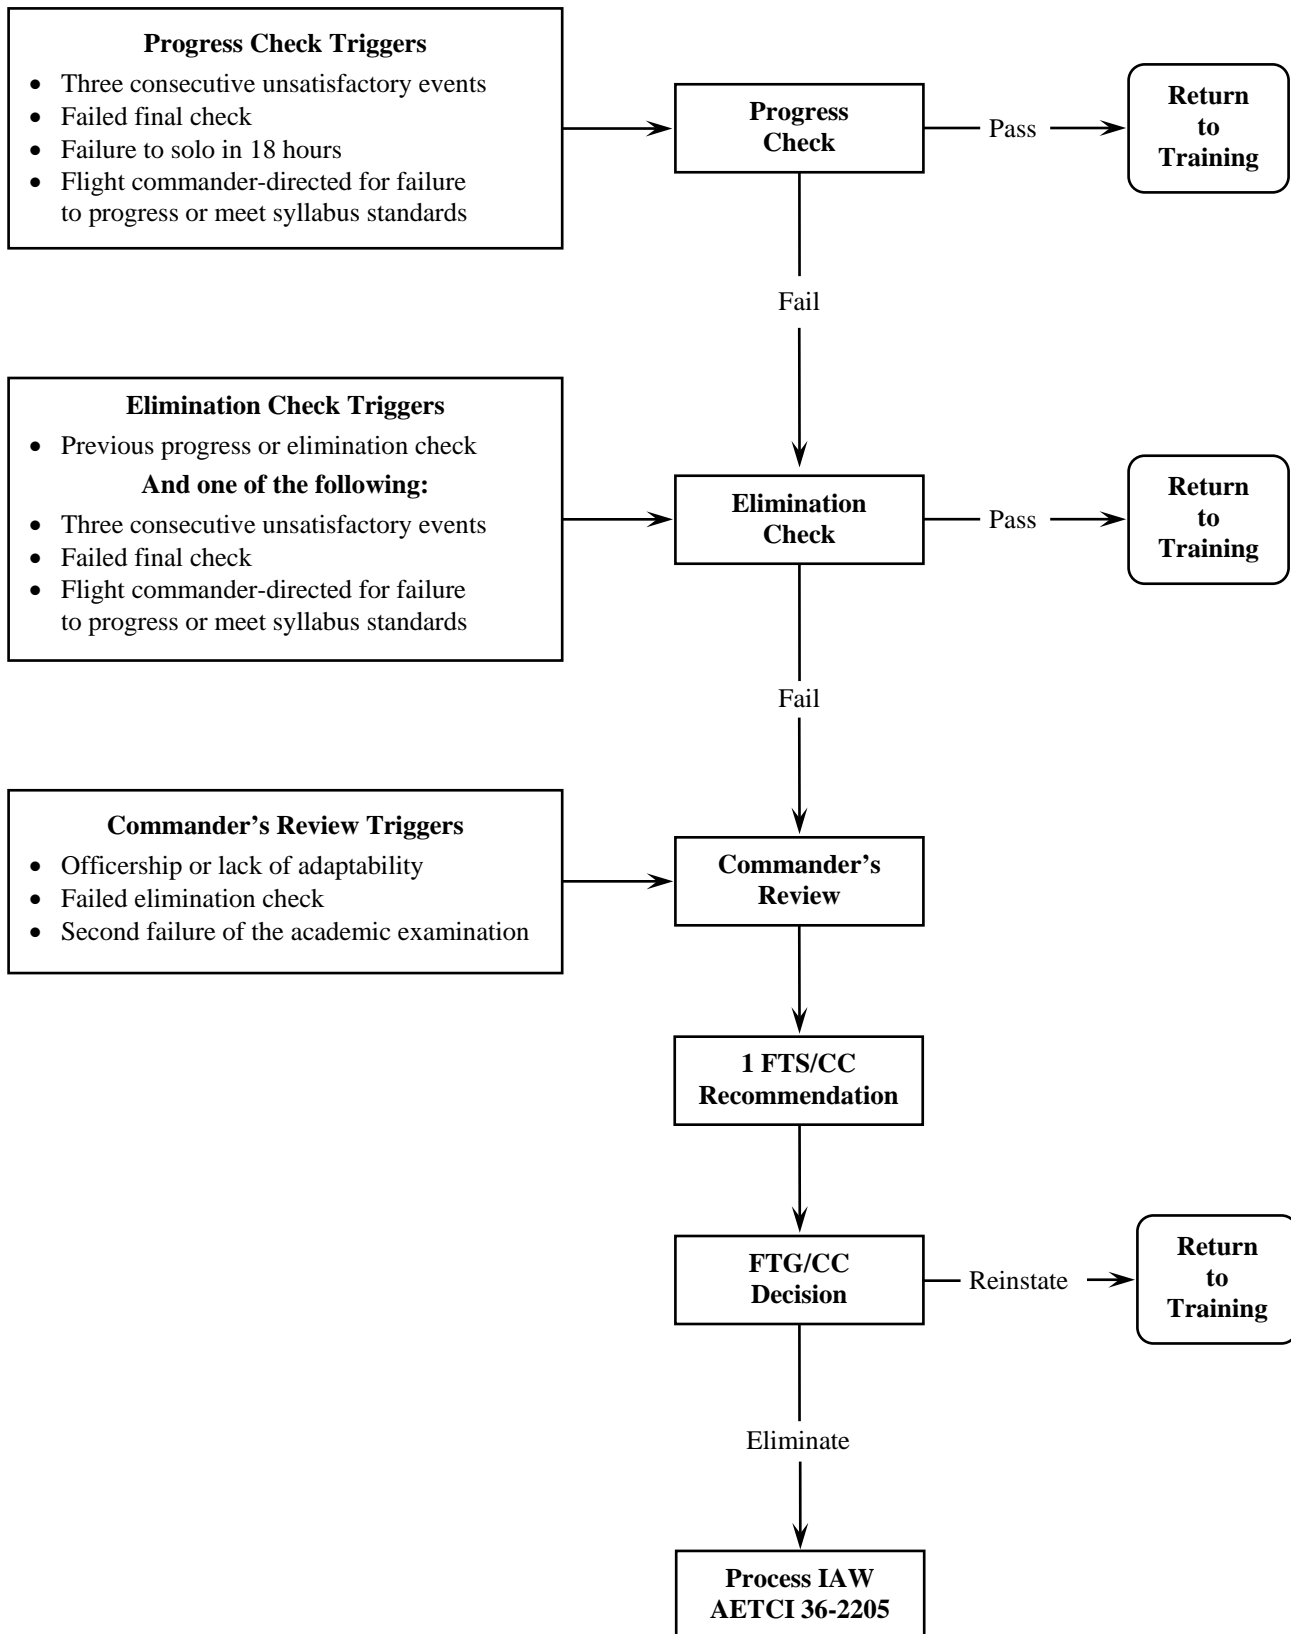 Progress Check Triggers
• Three consecutive unsatisfactory events
• Failed final check
• Failure to solo in 18 hours
• Flight commander-directed for failure
to progress or meet syllabus standards
Progress
Check
Pass
Return
to
Training
Fail
Elimination Check Triggers
• Previous progress or elimination check
And one of the following:
• Three consecutive unsatisfactory events
• Failed final check
• Flight commander-directed for failure
to progress or meet syllabus standards
Elimination
Check
Pass
Return
to
Training
Fail
Commander’s Review Triggers
• Officership or lack of adaptability
• Failed elimination check
• Second failure of the academic examination
Commander’s
Review
1 FTS/CC
Recommendation
FTG/CC
Decision
Reinstate
Return
to
Training
Eliminate
Process IAW
AETCI 36-2205